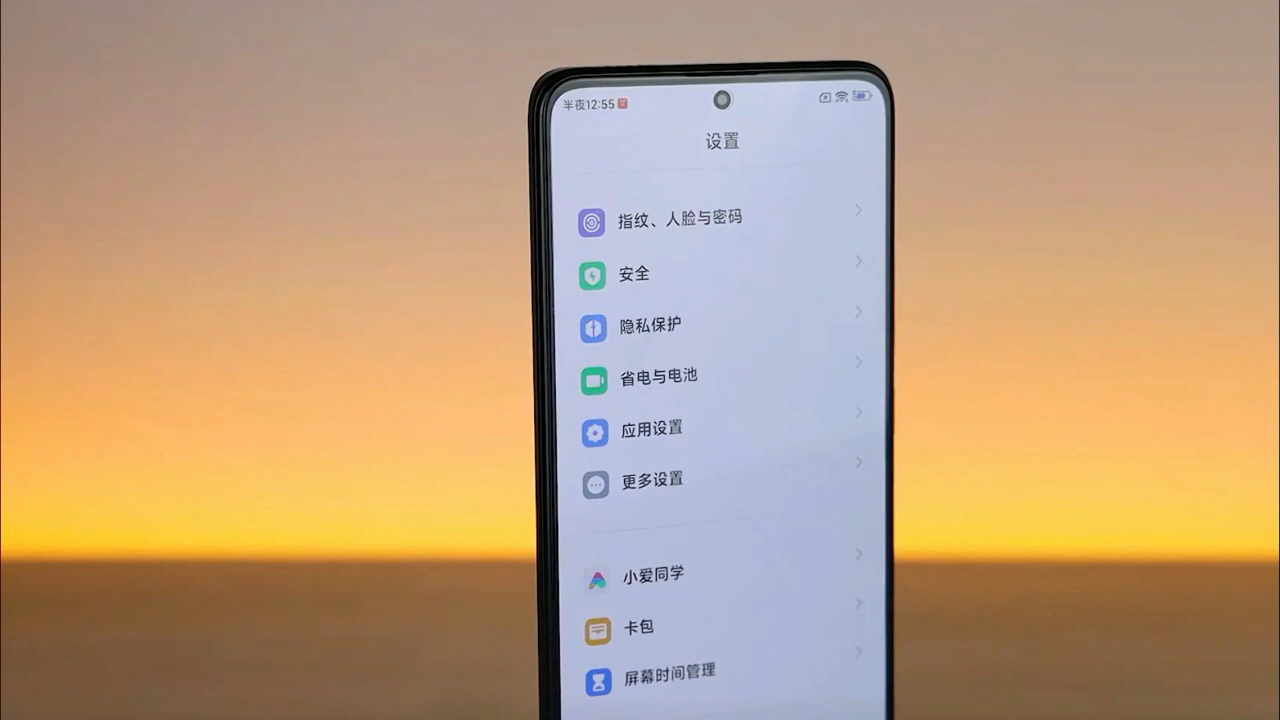 半夜12:55
设置
指纹、人脸与密码
安全
隐私保护
省电与电池
应用设置
更多设置
小爱同学
卡包
屏幕时间管理